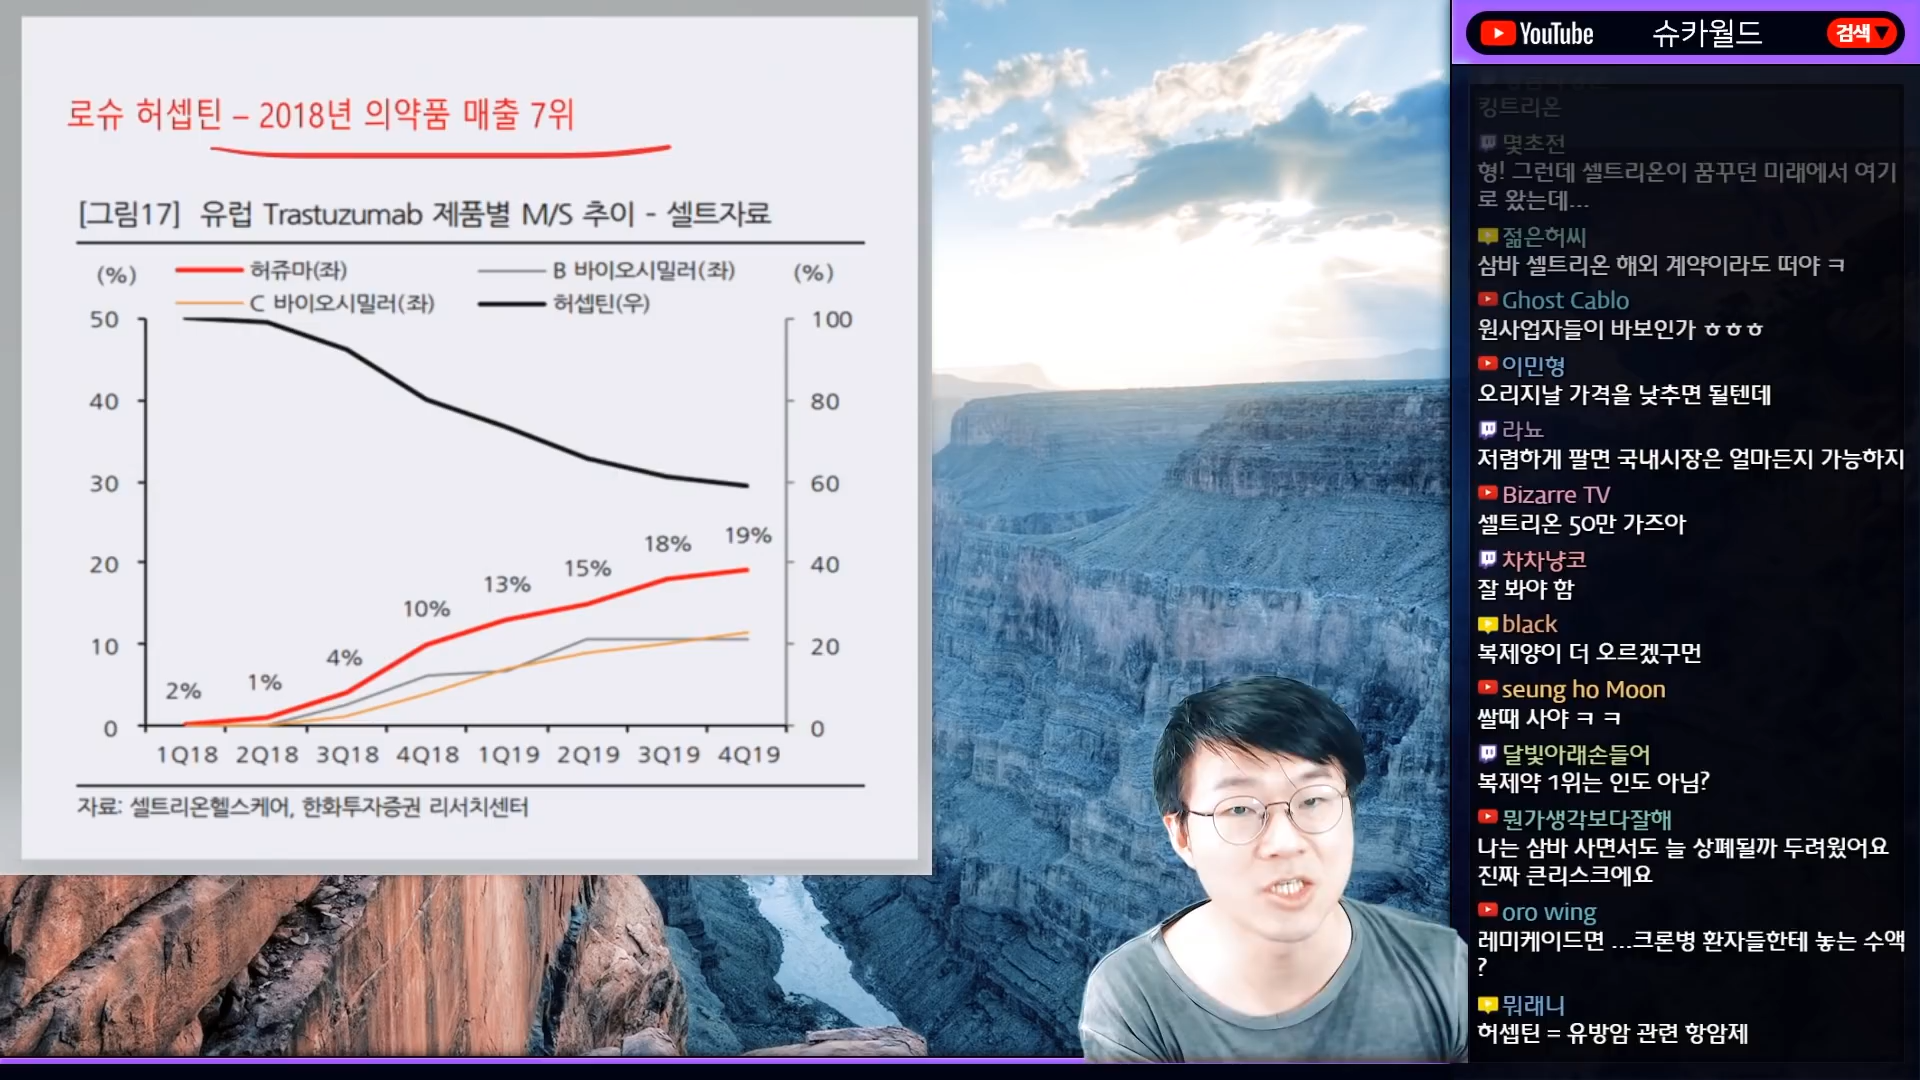 로슈 허셉틴 – 2018년 의약품 매출 7위
[그림17] 유럽 Trastuzumab 제품별 M/S 추이 - 셀트자료
(%)
허쥬마(좌)
B 바이오시밀러(좌)
(%)
C 바이오시밀러(좌)
허셉틴(우)
50
40
30
20
10
0
100
80
60
40
20
0
2%
1%
4%
10%
13%
15%
18%
19%
1Q18 2Q18 3Q18 4Q18 1Q19 2Q19 3Q19 4Q19
자료: 셀트리온헬스케어, 한화투자증권 리서치센터
YouTube
슈카월드
검색▼
킹트리온
몇초전
형! 그런데 셀트리온이 꿈꾸던 미래에서 여기
로 왔는데...
젊은허씨
삼바 셀트리온 해외 계약이라도 떠야 ㅋ
Ghost Cablo
원사업자들이 바보인가 ㅎㅎㅎ
이민형
오리지날 가격을 낮추면 될텐데
라뇨
저렴하게 팔면 국내시장은 얼마든지 가능하지
Bizarre TV
셀트리온 50만 가즈아
차차냥코
잘 봐야 함
black
복제양이 더 오르겠구먼
seung ho Moon
쌀때 사야 ㅋ ㅋ
달빛아래손들어
복제약 1위는 인도 아님?
뭔가생각보다잘해
나는 삼바 사면서도 늘 상폐될까 두려웠어요
진짜 큰리스크에요
oro wing
레미케이드면 ...크론병 환자들한테 놓는 수액
?
뭐래니
허셉틴 = 유방암 관련 항암제